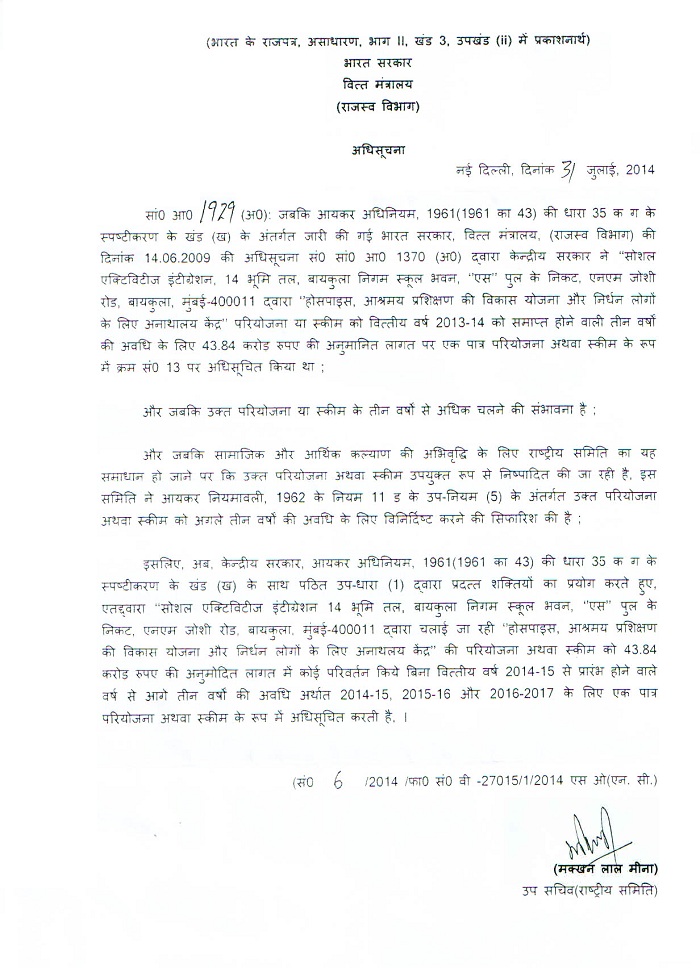 (भारत के राजपत्र, असाधारण, भाग II, खंड 3, उपखंड (ii) में प्रकाशनार्थ)
भारत सरकार
वित्त मंत्रालय
(राजस्व विभाग)
अधिसूचना
नई दिल्ली, दिनांक 31 जुलाई, 2014
सां0 आ0 1929 (अ0): जबकि आयकर अधिनियम, 1961(1961 का 43) की धारा 35 क ग के
स्पष्टीकरण के खंड (ख) के अंतर्गत जारी की गई भारत सरकार, वित्त मंत्रालय, (राजस्व विभाग) की
दिनांक 14.06.2009 की अधिसूचना सं0 सां0 आ0 1370 (अ0) द्वारा केन्द्रीय सरकार ने "सोशल
एक्टिविटीज इंटीग्रेशन, 14 भूमि तल, बायकुला निगम स्कूल भवन, "एस" पुल के निकट, एनएम जोशी
रोड, बायकुला, मुंबई-400011 द्वारा "होसपाइस, आश्रमय प्रशिक्षण की विकास योजना और निर्धन लोगों
के लिए अनाथालय केंद्र" परियोजना या स्कीम को वित्तीय वर्ष 2013-14 को समाप्त होने वाली तीन वर्षों
की अवधि के लिए 43.84 करोड़ रुपए की अनुमानित लागत पर एक पात्र परियोजना अथवा स्कीम के रूप
में क्रम सं0 13 पर अधिसूचित किया था ;
और जबकि उक्त परियोजना या स्कीम के तीन वर्षों से अधिक चलने की संभावना है ;
और जबकि सामाजिक और आर्थिक कल्याण की अभिवृद्धि के लिए राष्ट्रीय समिति का यह
समाधान हो जाने पर कि उक्त परियोजना अथवा स्कीम उपयुक्त रूप से निष्पादित की जा रही है, इस
समिति ने आयकर नियमावली, 1962 के नियम 11 ड के उप-नियम (5) के अंतर्गत उक्त परियोजना
अथवा स्कीम को अगले तीन वर्षों की अवधि के लिए विनिर्दिष्ट करने की सिफारिश की है ;
इसलिए, अब, केन्द्रीय सरकार, आयकर अधिनियम, 1961(1961 का 43) की धारा 35 क ग के
स्पष्टीकरण के खंड (ख) के साथ पठित उप-धारा (1) द्वारा प्रदत्त शक्तियों का प्रयोग करते हुए,
एतद्द्वारा "सोशल एक्टिविटीज इंटीग्रेशन 14 भूमि तल, बायकुला निगम स्कूल भवन, "एस" पुल के
निकट, एनएम जोशी रोड, बायकुला, मुंबई-400011 द्वारा चलाई जा रही "होसपाइस, आश्रमय प्रशिक्षण
की विकास योजना और निर्धन लोगों के लिए अनाथालय केंद्र" की परियोजना अथवा स्कीम को 43.84
करोड़ रुपए की अनुमोदित लागत में कोई परिवर्तन किये बिना वित्तीय वर्ष 2014-15 से प्रारंभ होने वाले
वर्ष से आगे तीन वर्षों की अवधि अर्थात 2014-15, 2015-16 और 2016-2017 के लिए एक पात्र
परियोजना अथवा स्कीम के रूप में अधिसूचित करती है, ।
(सं0 6 /2014 /फा0 सं0 वी -27015/1/2014 एस ओ(एन. सी.)
(मक्खन लाल मीना)
उप सचिव(राष्ट्रीय समिति)